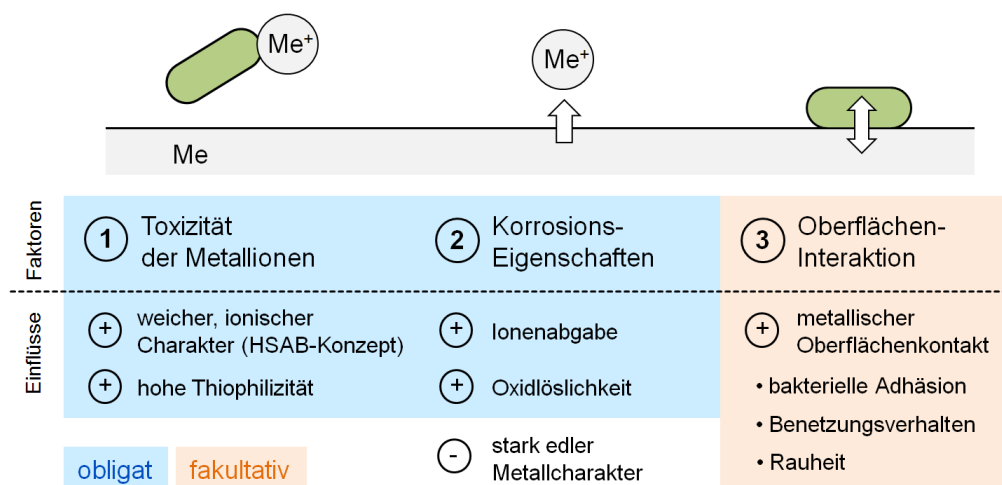 Me⁺
Me⁺
Me
Faktoren
1 Toxizität
der Metallionen
2 Korrosions-
Eigenschaften
3 Oberflächen-
Interaktion
Einflüsse
+ weicher, ionischer
Charakter (HSAB-Konzept)
+ hohe Thiophilizität
+ Ionenabgabe
+ Oxidlöslichkeit
- stark edler
Metallcharakter
+ metallischer
Oberflächenkontakt
• bakterielle Adhäsion
• Benetzungsverhalten
• Rauheit
obligat
fakultativ